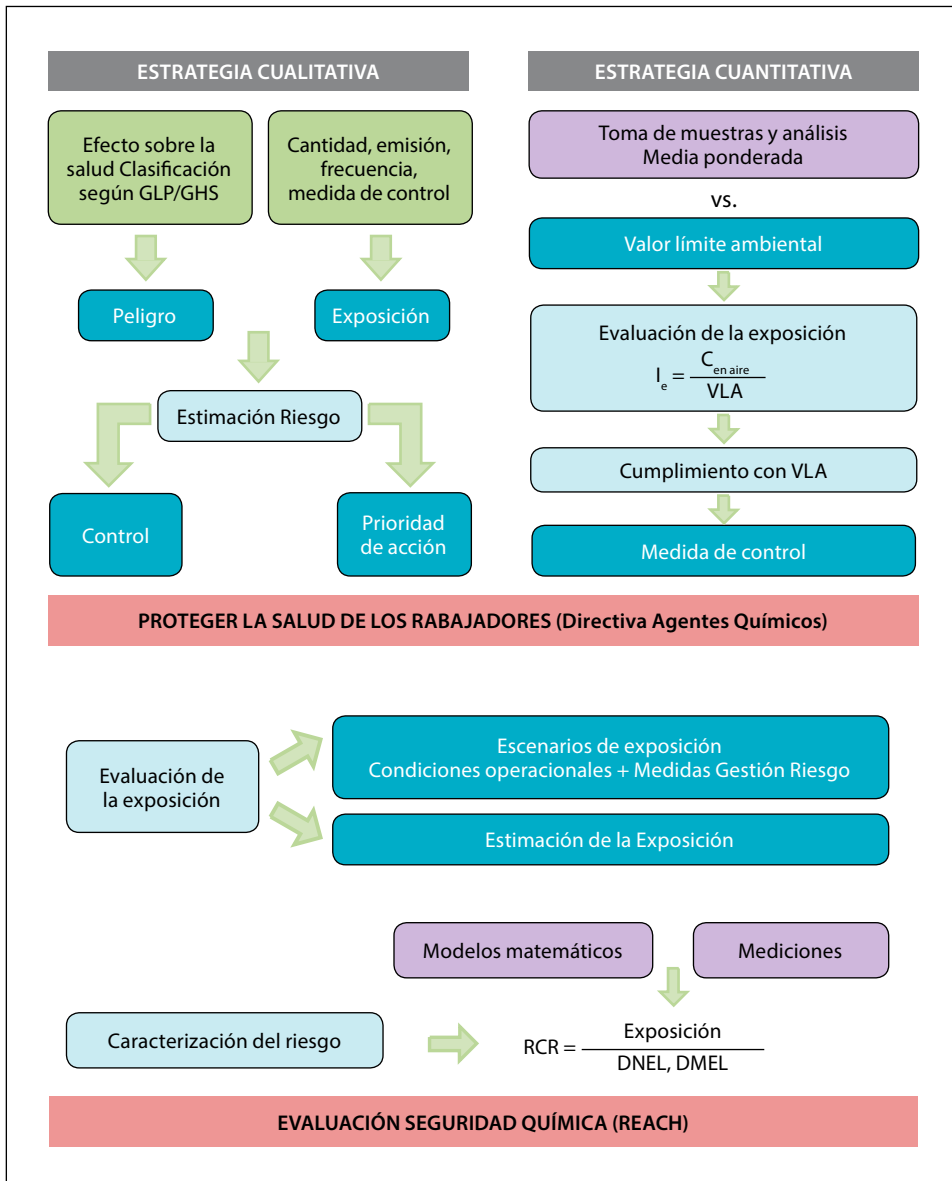 ESTRATEGIA CUALITATIVA
Efecto sobre la
salud Clasificación
según GLP/GHS
Cantidad, emisión,
frecuencia,
medida de control
Peligro
Exposición
Estimación Riesgo
Control
Prioridad
de acción
ESTRATEGIA CUANTITATIVA
Toma de muestras y análisis
Media ponderada
vs.
Valor límite ambiental
Evaluación de la exposición
I_e = C_en aire / VLA
Cumplimiento con VLA
Medida de control
PROTEGER LA SALUD DE LOS RABAJADORES (Directiva Agentes Químicos)
Evaluación de
la exposición
Escenarios de exposición
Condiciones operacionales + Medidas Gestión Riesgo
Estimación de la Exposición
Modelos matemáticos
Mediciones
Caracterización del riesgo
RCR = Exposición / DNEL, DMEL
EVALUACIÓN SEGURIDAD QUÍMICA (REACH)